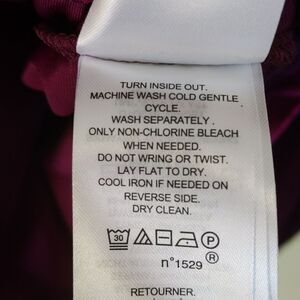 TURN INSIDE OUT.
MACHINE WASH COLD GENTLE
CYCLE.
WASH SEPARATELY .
ONLY NON-CHLORINE BLEACH
WHEN NEEDED.
DO NOT WRING OR TWIST.
LAY FLAT TO DRY.
COOL IRON IF NEEDED ON
REVERSE SIDE.
DRY CLEAN.
30 P ®
n°1529
RETOURNER.